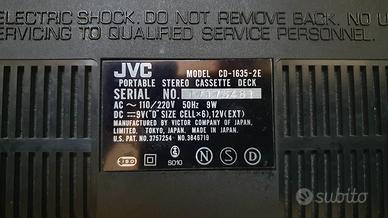 ELECTRIC SHOCK. DO NOT REMOVE BACK. NO U
SERVICING TO QUALIFIED SERVICE PERSONNEL.
JVC MODEL CD-1635-2E
PORTABLE STEREO CASSETTE DECK
SERIAL NO.
AC ~ 110/220V 50Hz 9W
DC ⎓ 9V("D" SIZE CELL×6), 12V(EXT)
MANUFACTURED BY VICTOR COMPANY OF JAPAN,
LIMITED. TOKYO, JAPAN. MADE IN JAPAN
U.S. PAT. NO. 3757254 NO. 3846719
SD10
subito